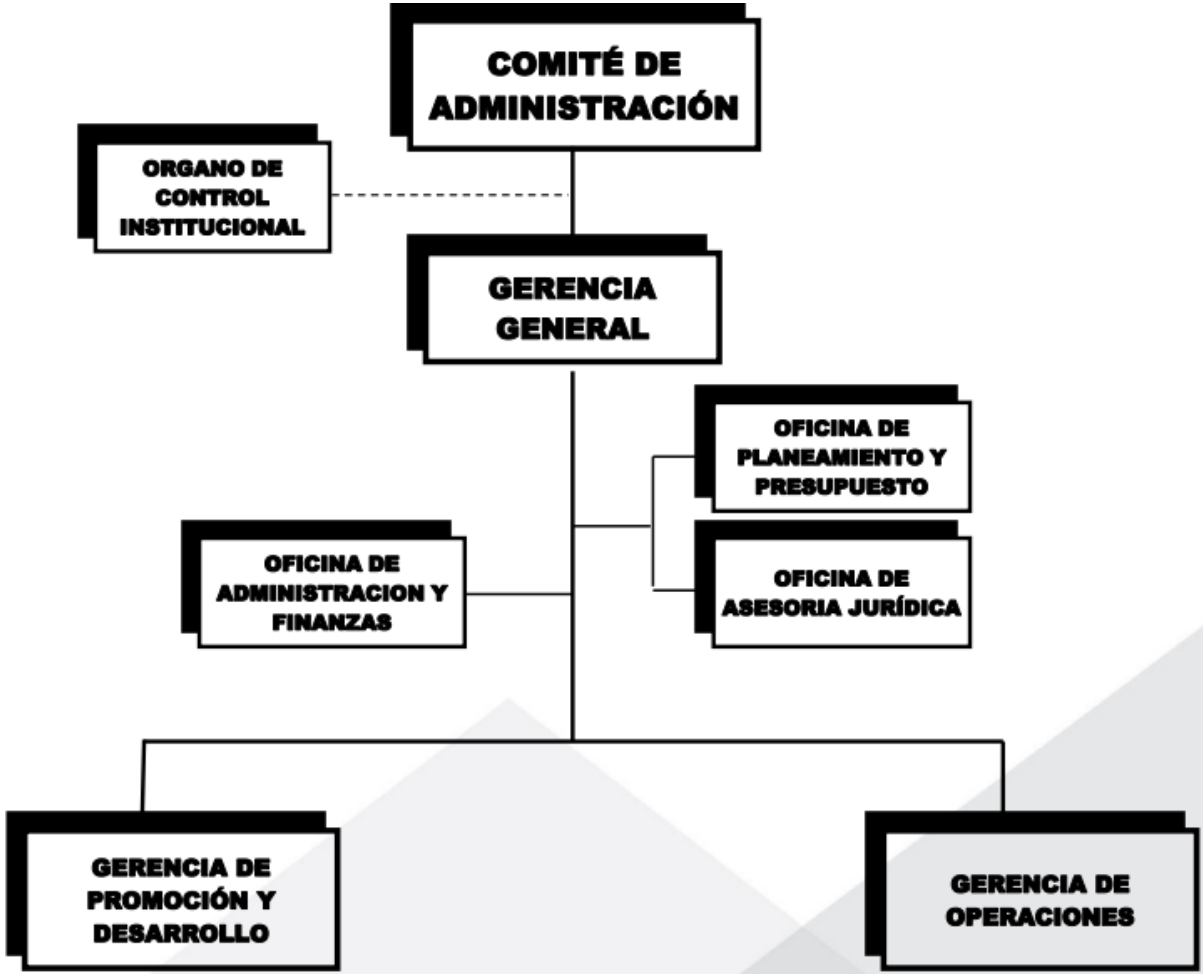 COMITÉ DE
ADMINISTRACIÓN
ORGANO DE
CONTROL
INSTITUCIONAL
GERENCIA
GENERAL
OFICINA DE
PLANEAMIENTO Y
PRESUPUESTO
OFICINA DE
ADMINISTRACION Y
FINANZAS
OFICINA DE
ASESORIA JURÍDICA
GERENCIA DE
PROMOCIÓN Y
DESARROLLO
GERENCIA DE
OPERACIONES